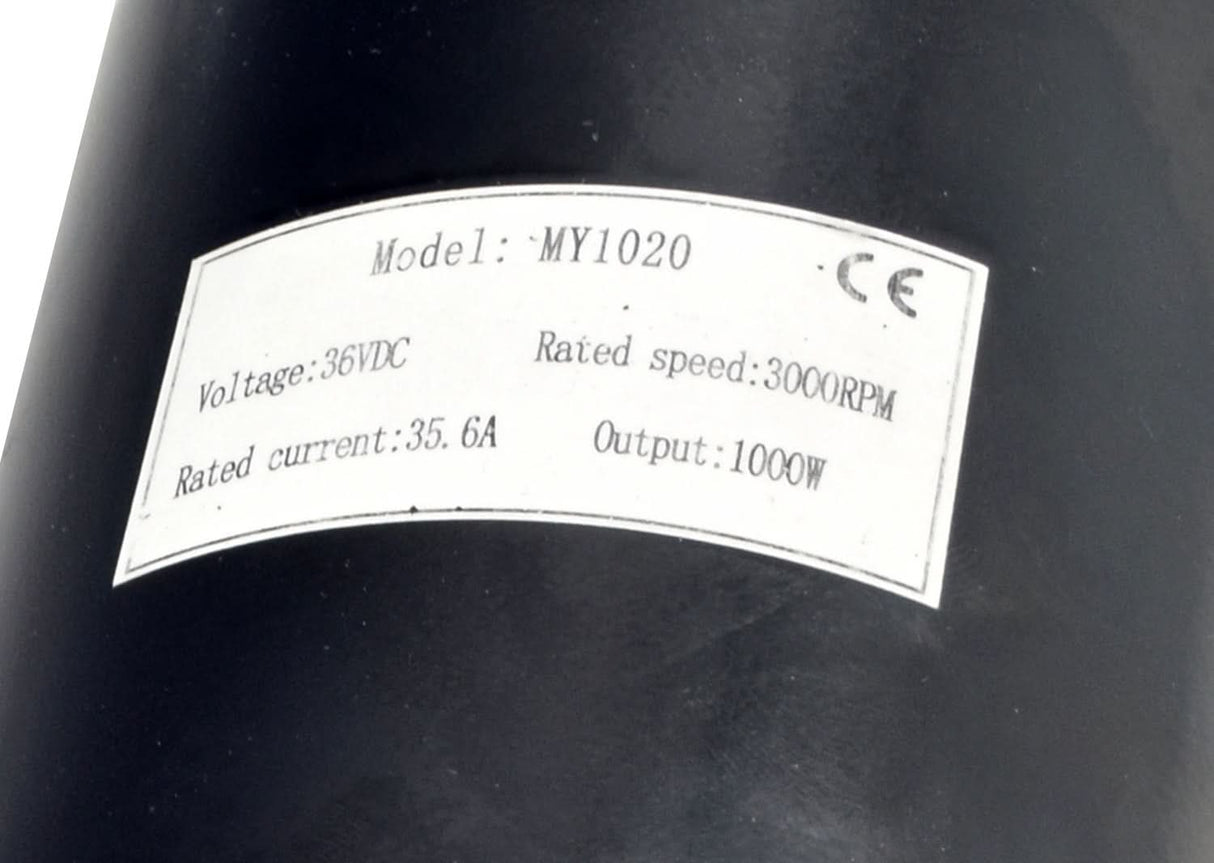 Model: MY1020
CE
Voltage:36VDC Rated speed:3000RPM
Rated current:35.6A Output:1000W